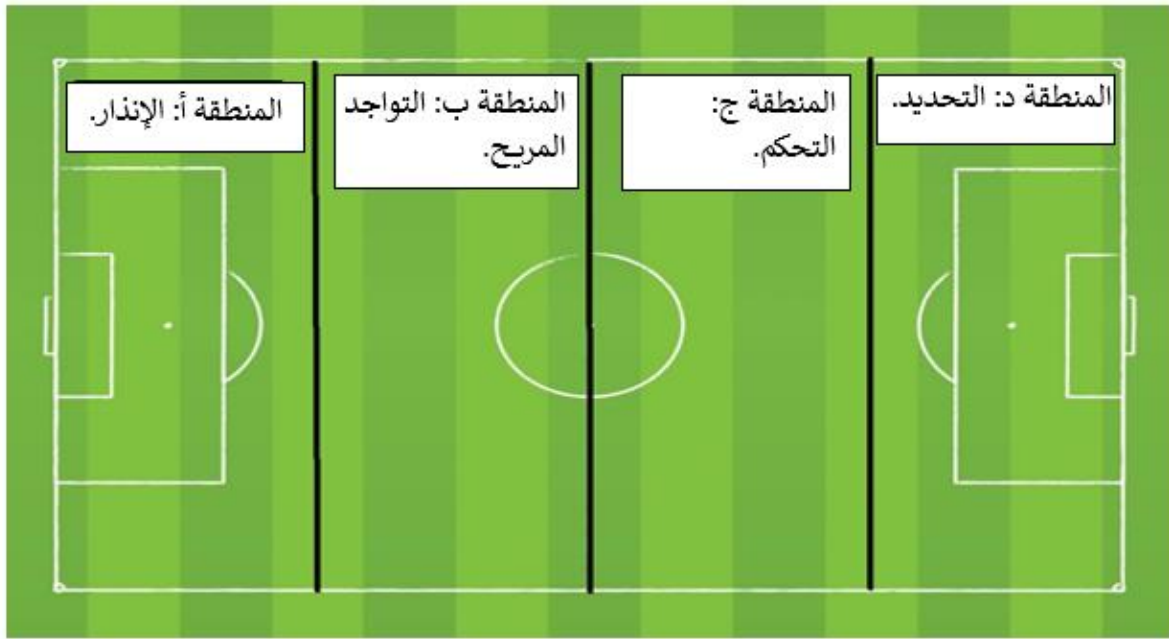 المنطقة د: التحديد.
المنطقة ج:
التحكم.
المنطقة ب: التواجد
المريح.
المنطقة أ: الإنذار.